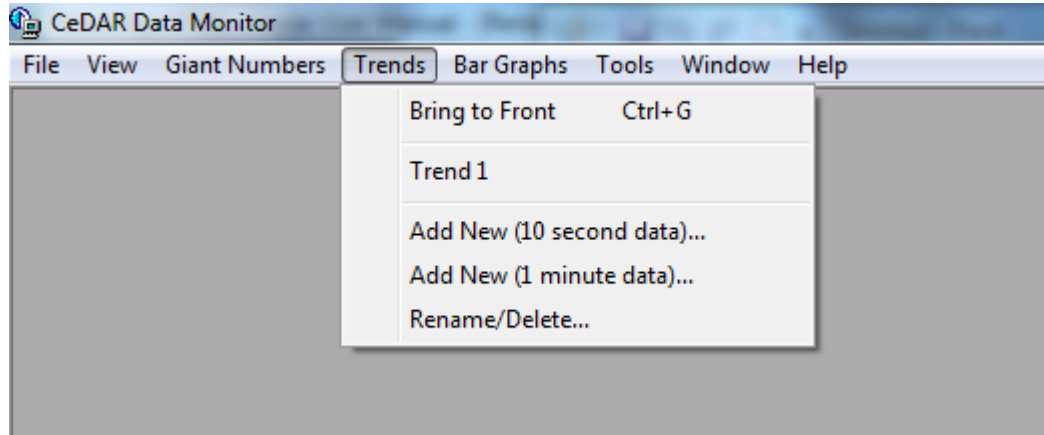 CeDAR Data Monitor
File View Giant Numbers Trends Bar Graphs Tools Window Help
Bring to Front Ctrl+G
Trend 1
Add New (10 second data)...
Add New (1 minute data)...
Rename/Delete...